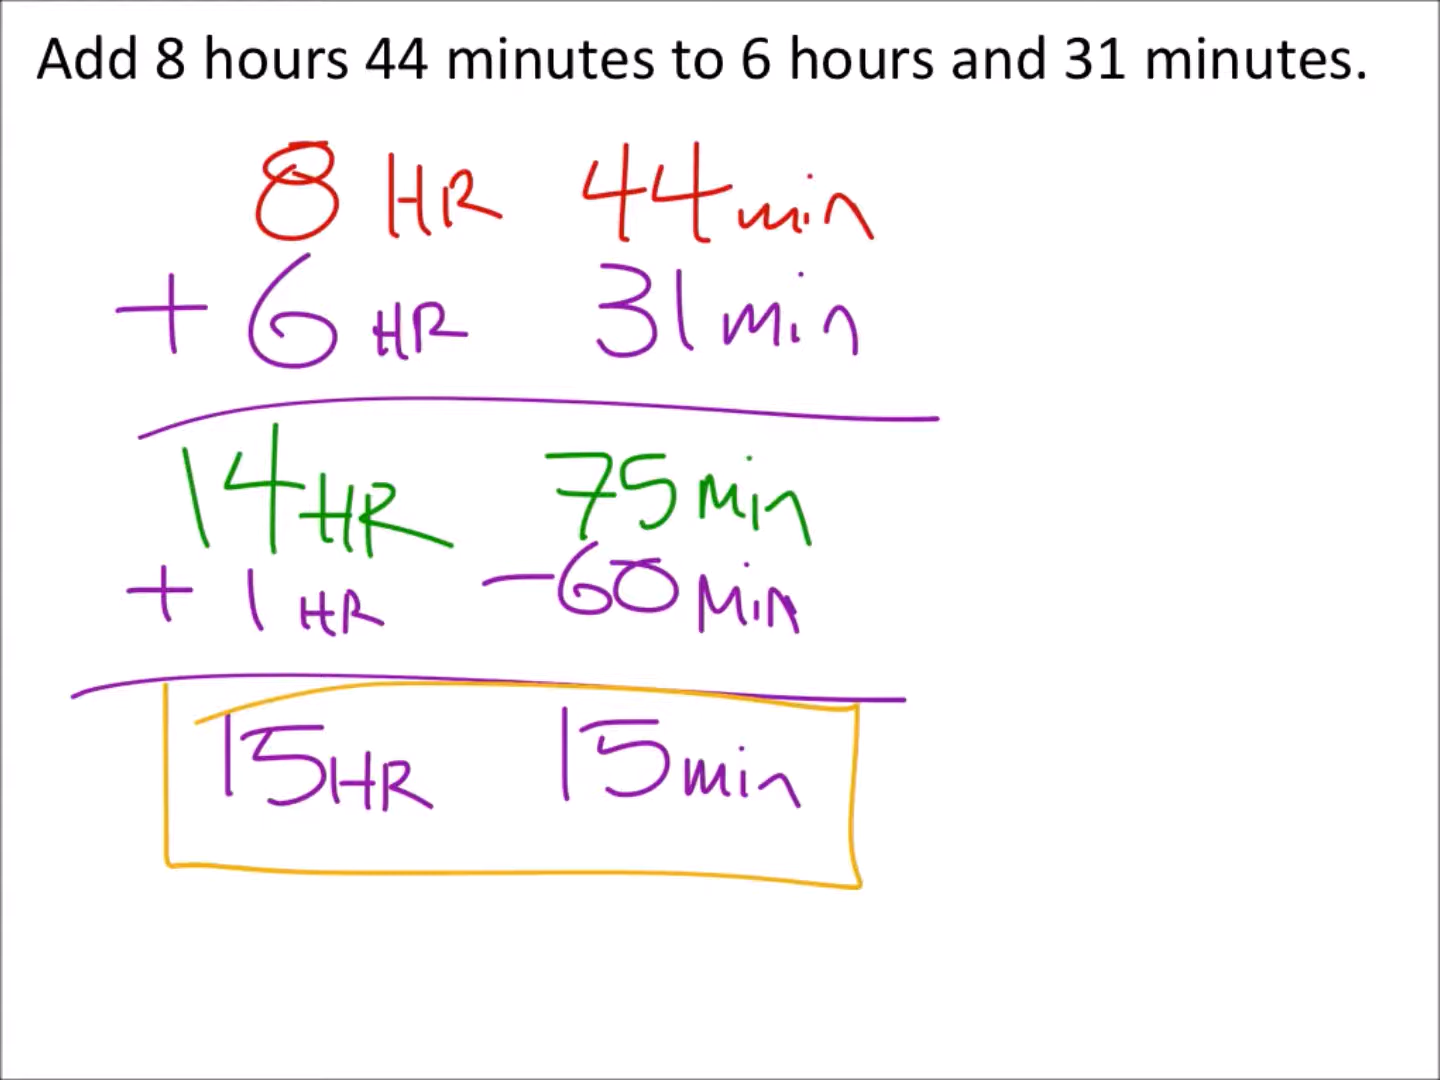 Add 8 hours 44 minutes to 6 hours and 31 minutes.
8 HR 44 min
+ 6 HR 31 min
14 HR 75 min
+ 1 HR - 60 Min
15 HR 15 min